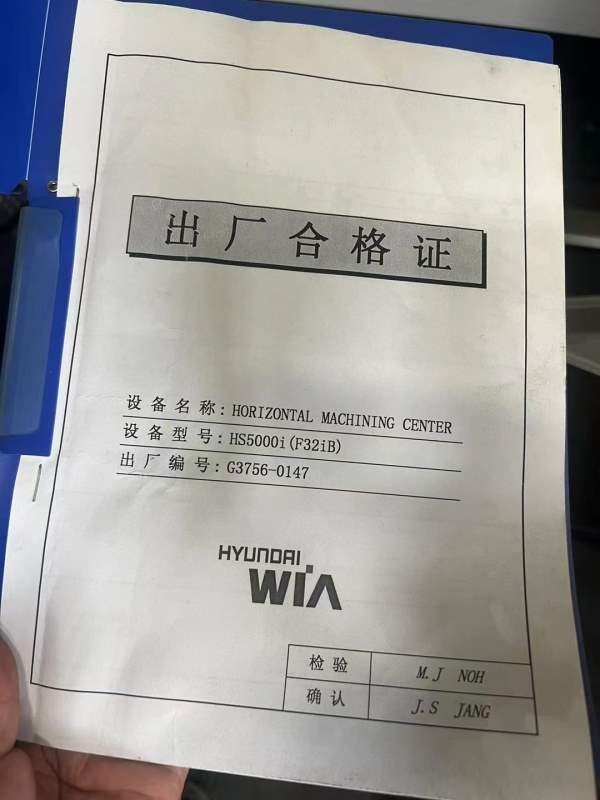 出厂合格证
设备名称：HORIZONTAL MACHINING CENTER
设备型号：HS5000i(F32iB)
出厂编号：G3756-0147
HYUNDAI
WIA
检验 M.J NOH
确认 J.S JANG